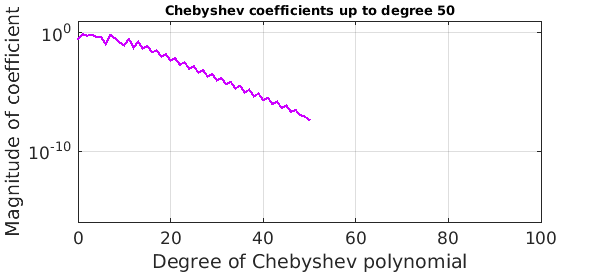 Chebyshev coefficients up to degree 50
Magnitude of coefficient
10^0
10^-10
0 20 40 60 80 100
Degree of Chebyshev polynomial